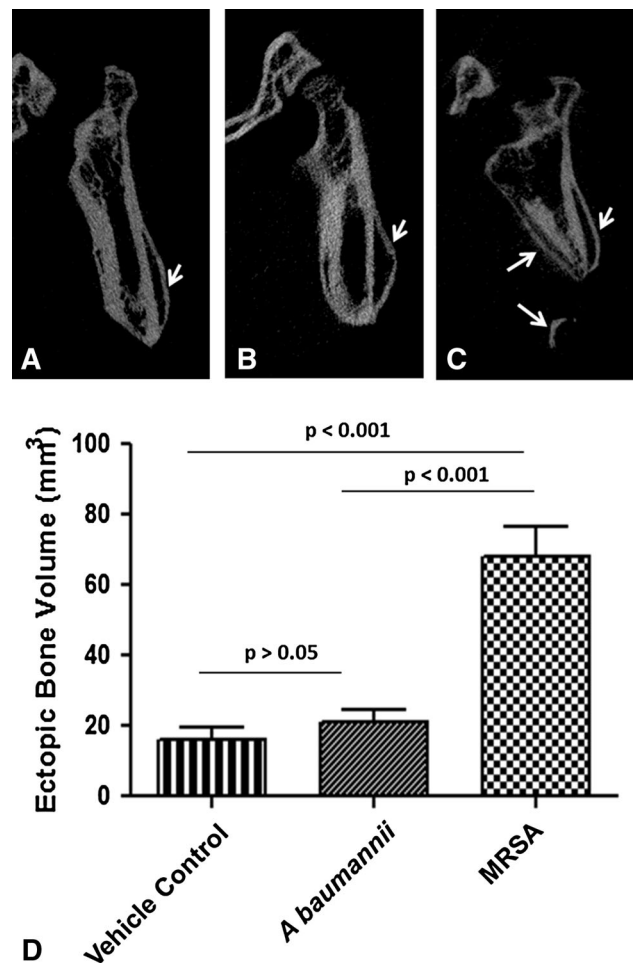 A
B
C
Ectopic Bone Volume (mm³)
100
80
60
40
20
0
p < 0.001
p < 0.001
p > 0.05
Vehicle Control
A baumannii
MRSA
D